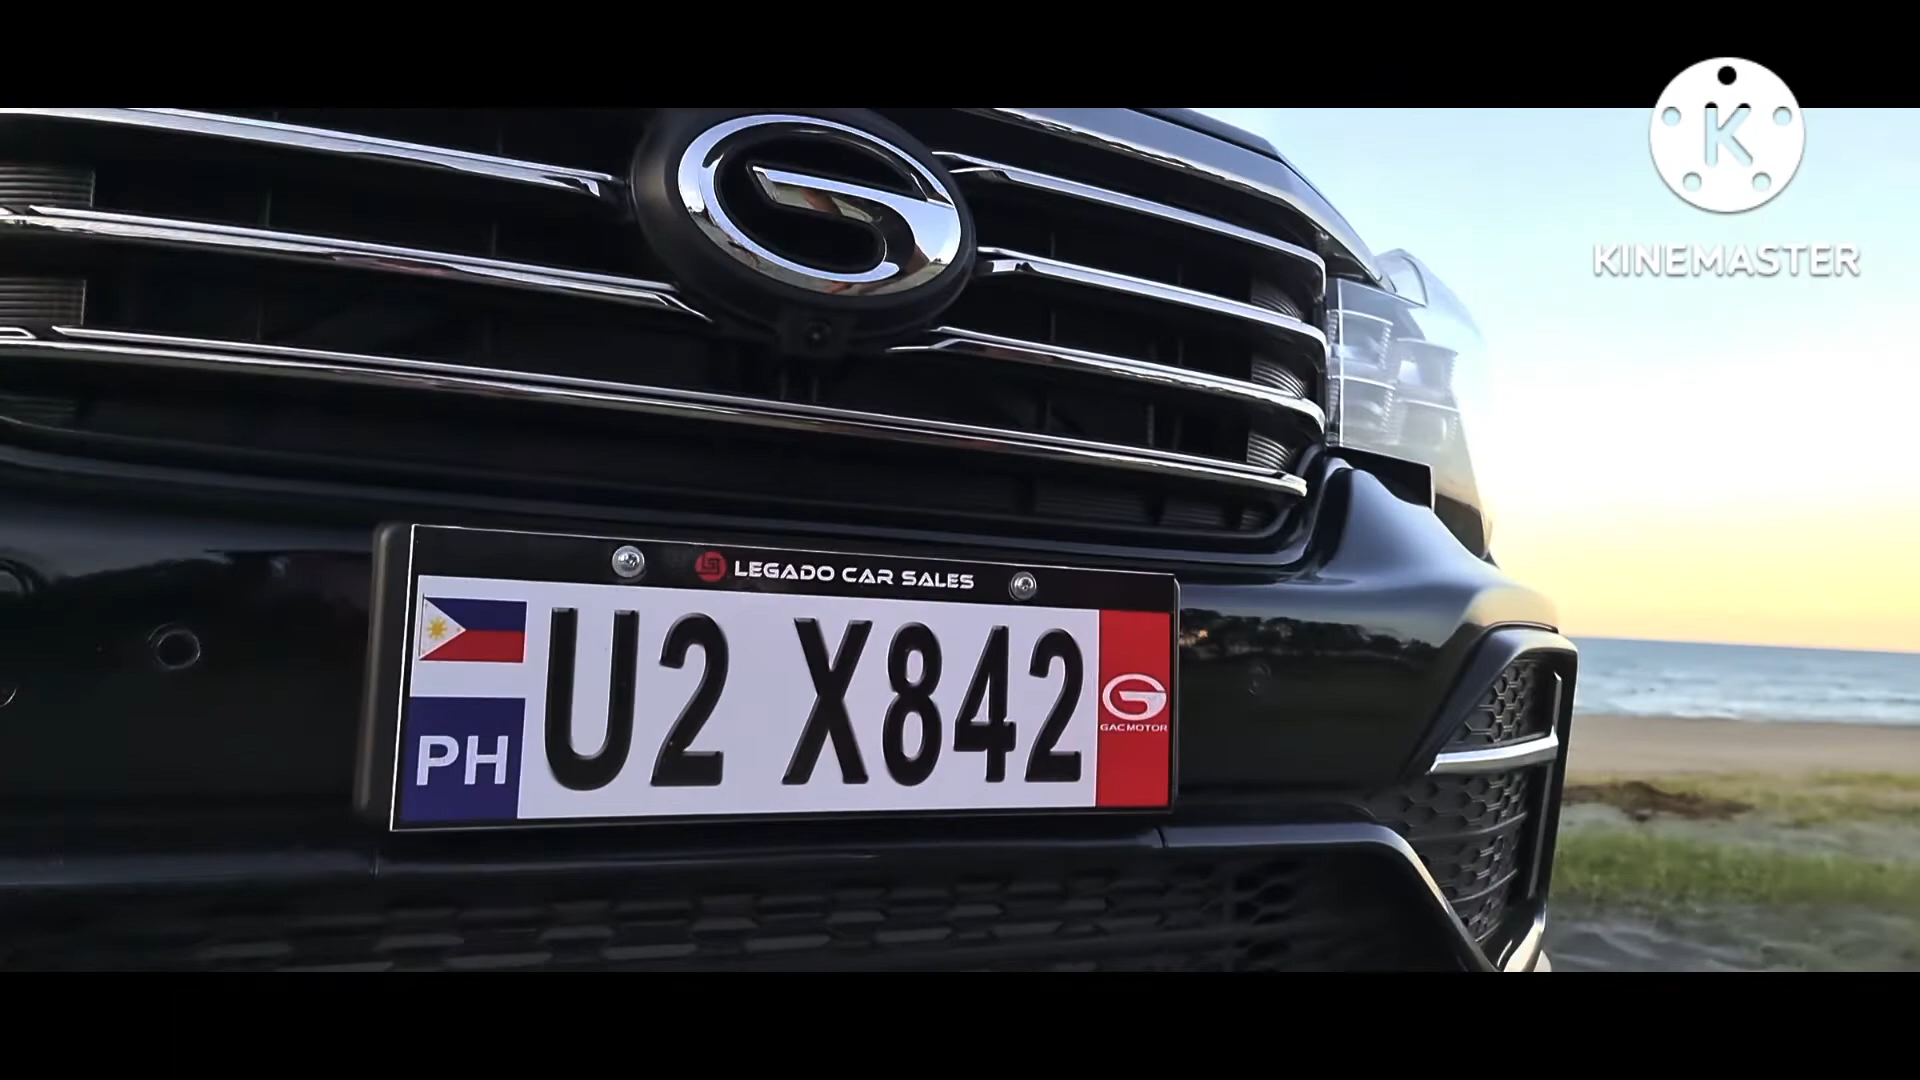 K
KINEMASTER
LEGADO CAR SALES
PH
U2 X842
GAC MOTOR